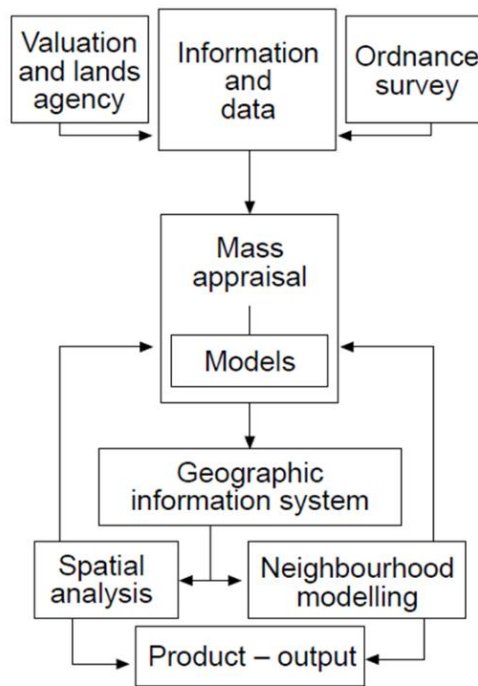 Valuation
and lands
agency
Information
and
data
Ordnance
survey
Mass
appraisal
Models
Geographic
information system
Spatial
analysis
Neighbourhood
modelling
Product – output